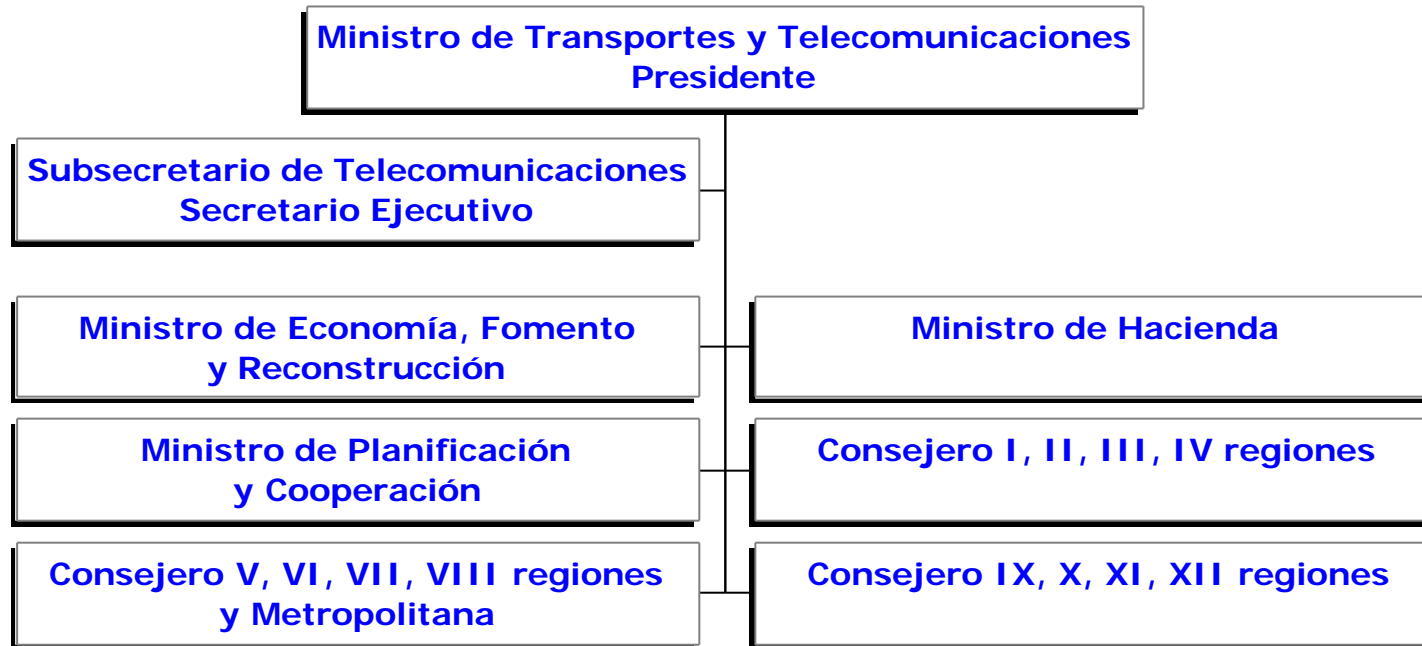 Ministro de Transportes y Telecomunicaciones
Presidente
Subsecretario de Telecomunicaciones
Secretario Ejecutivo
Ministro de Economía, Fomento
y Reconstrucción
Ministro de Hacienda
Ministro de Planificación
y Cooperación
Consejero I, II, III, IV regiones
Consejero V, VI, VII, VIII regiones
y Metropolitana
Consejero IX, X, XI, XII regiones